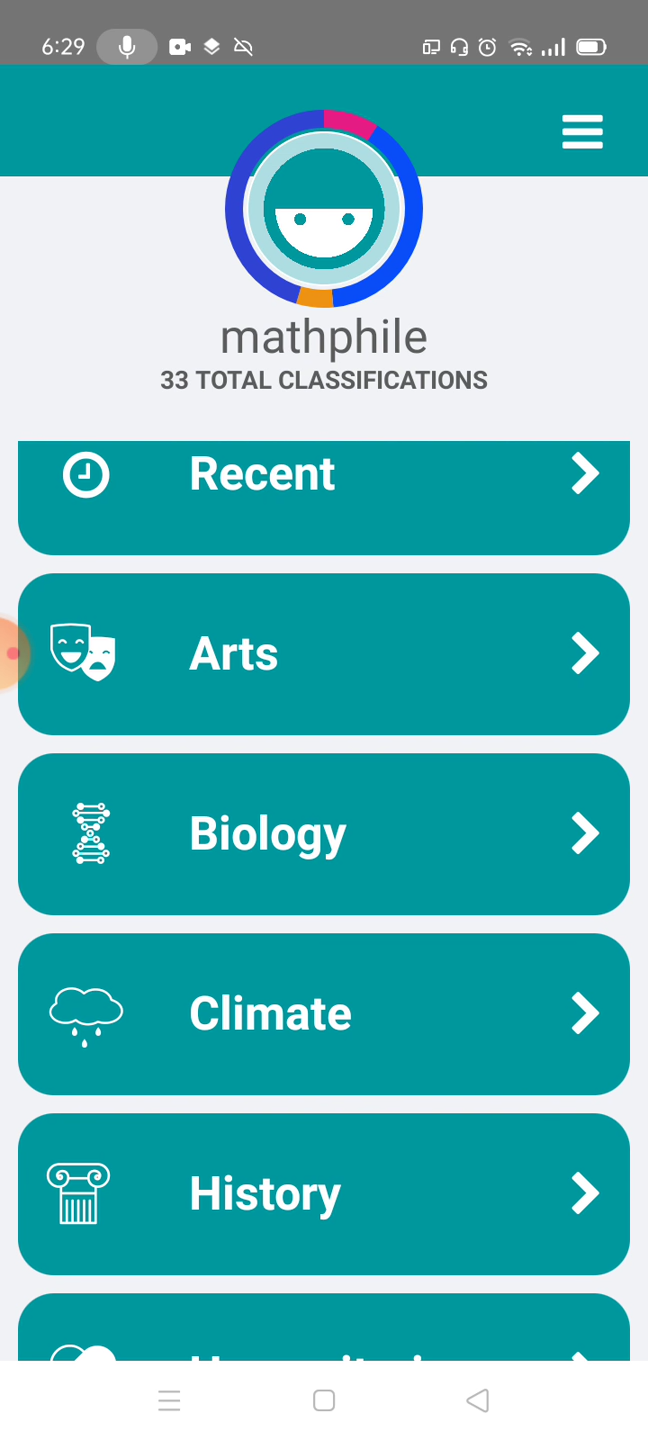 6:29
mathphile
33 TOTAL CLASSIFICATIONS
Recent
Arts
Biology
Climate
History